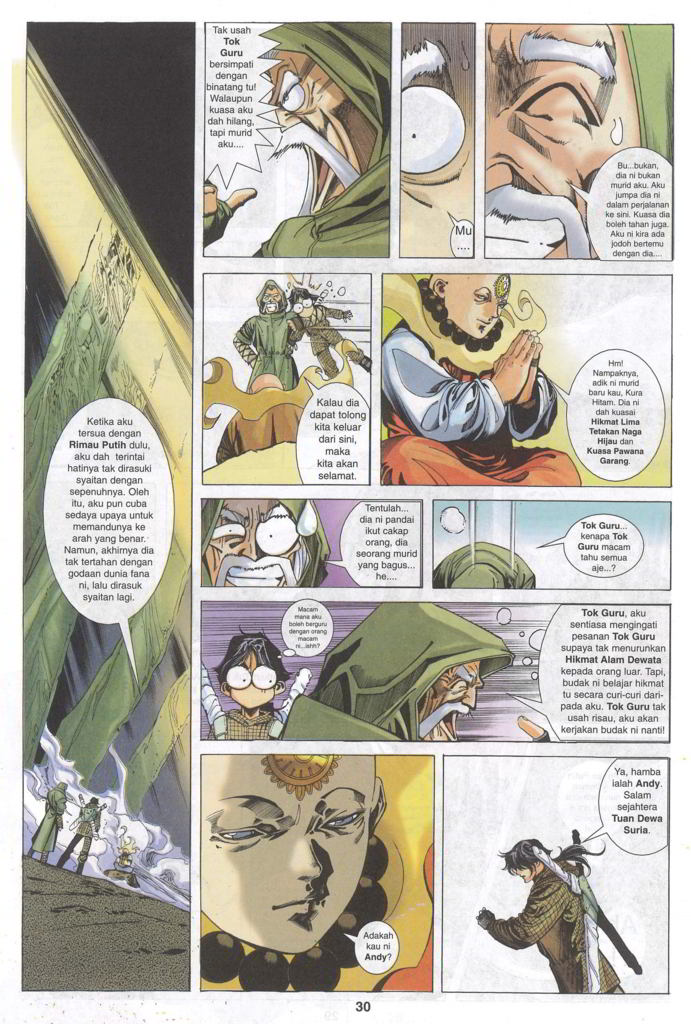 Ketika aku
tersua dengan
Rimau Putih dulu,
aku dah terintai
hatinya tak dirasuki
syaitan dengan
sepenuhnya. Oleh
itu, aku pun cuba
sedaya upaya untuk
memandunya ke
arah yang benar.
Namun, akhirnya dia
tak tertahan dengan
godaan dunia fana
ni, lalu dirasuk
syaitan lagi.
Tak usah
Tok
Guru
bersimpati
dengan
binatang tu!
Walaupun
kuasa aku
dah hilang,
tapi murid
aku....
Mu
....
Bu...bukan,
dia ni bukan
murid aku. Aku
jumpa dia ni
dalam perjalanan
ke sini. Kuasa dia
boleh tahan juga.
Aku ni kira ada
jodoh bertemu
dengan dia....
Kalau dia
dapat tolong
kita keluar
dari sini,
maka
kita akan
selamat.
Hm!
Nampaknya,
adik ni murid
baru kau, Kura
Hitam. Dia ni
dah kuasai
Hikmat Lima
Tetakan Naga
Hijau dan
Kuasa Pawana
Garang.
Tentulah...
dia ni pandai
ikut cakap
orang, dia
seorang murid
yang bagus...
he....
Tok Guru...
kenapa Tok
Guru macam
tahu semua
aje...?
Macam
mana aku
boleh berguru
dengan orang
macam
ni...ishh?
Tok Guru, aku
sentiasa mengingati
pesanan Tok Guru
supaya tak menurunkan
Hikmat Alam Dewata
kepada orang luar. Tapi,
budak ni belajar hikmat
tu secara curi-curi dari-
pada aku. Tok Guru tak
usah risau, aku akan
kerjakan budak ni nanti!
Adakah
kau ni
Andy?
Ya, hamba
ialah Andy.
Salam
sejahtera
Tuan Dewa
Suria.
30